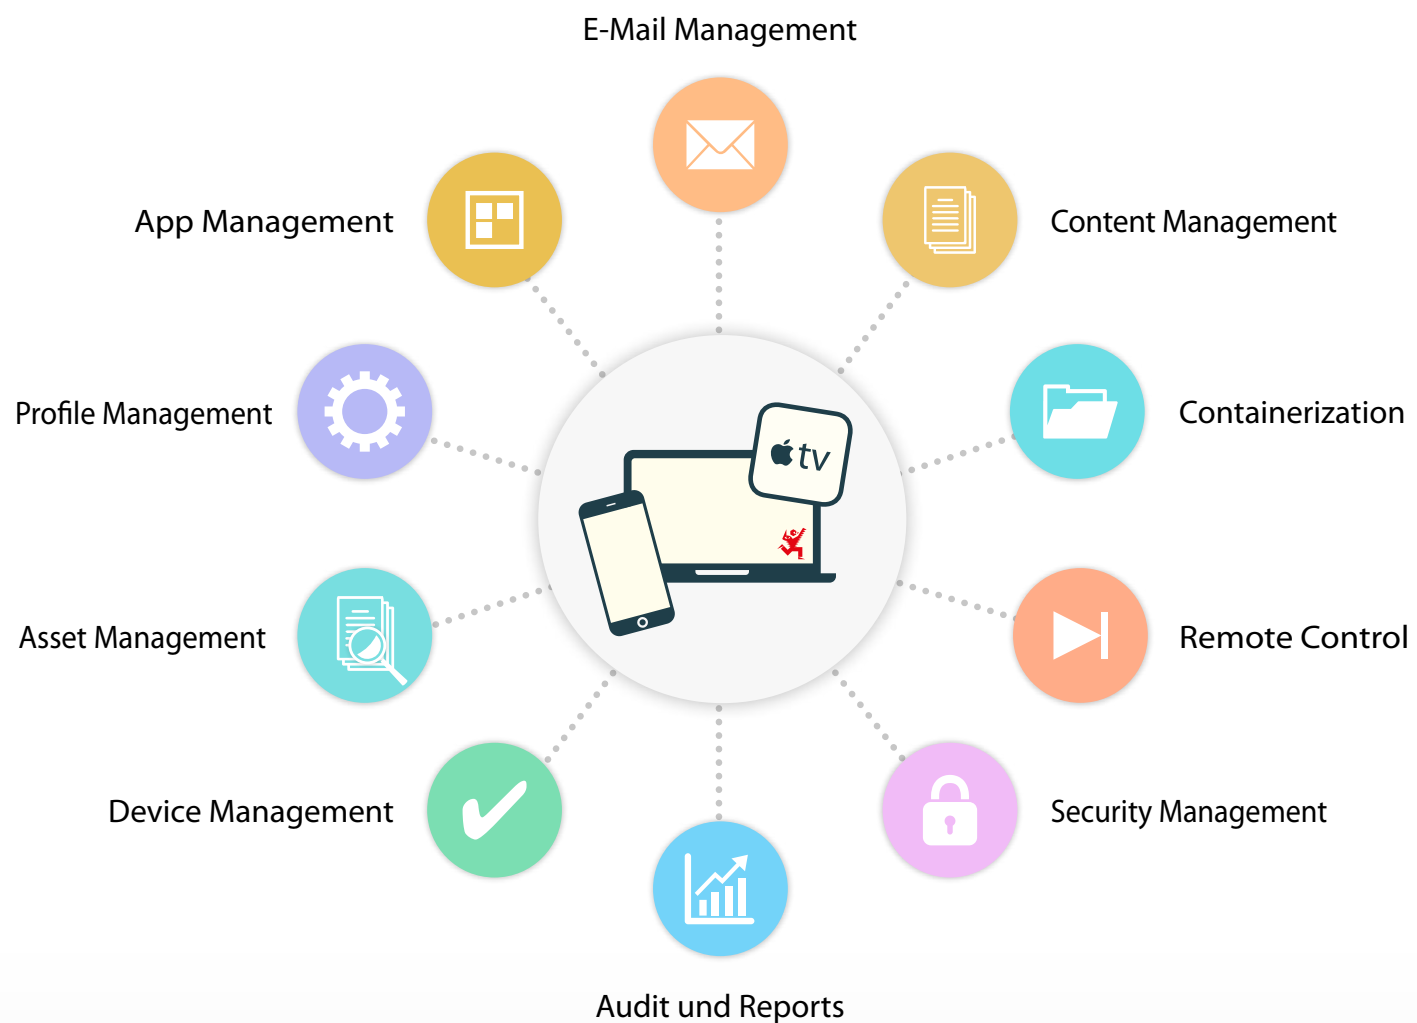 E-Mail Management
App Management
Content Management
Profile Management
Containerization
tv
Asset Management
Remote Control
Device Management
Security Management
Audit und Reports